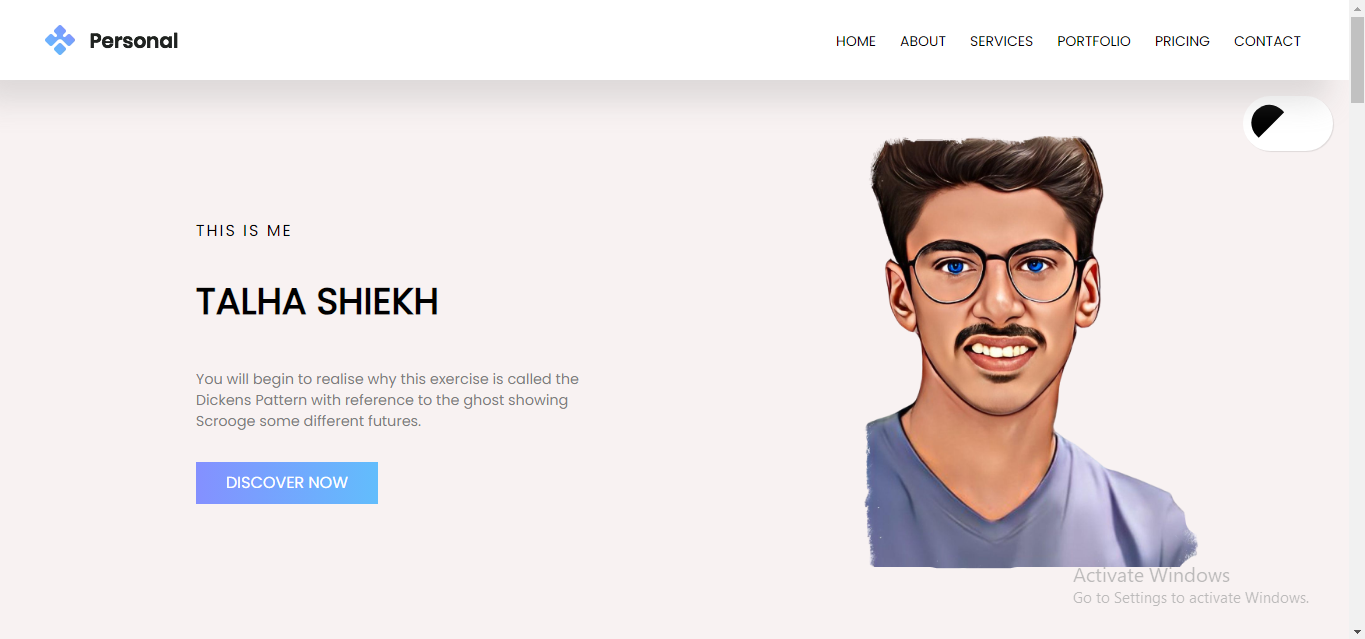 Personal
HOME ABOUT SERVICES PORTFOLIO PRICING CONTACT
THIS IS ME
TALHA SHIEKH
You will begin to realise why this exercise is called the
Dickens Pattern with reference to the ghost showing
Scrooge some different futures.
DISCOVER NOW
Activate Windows
Go to Settings to activate Windows.